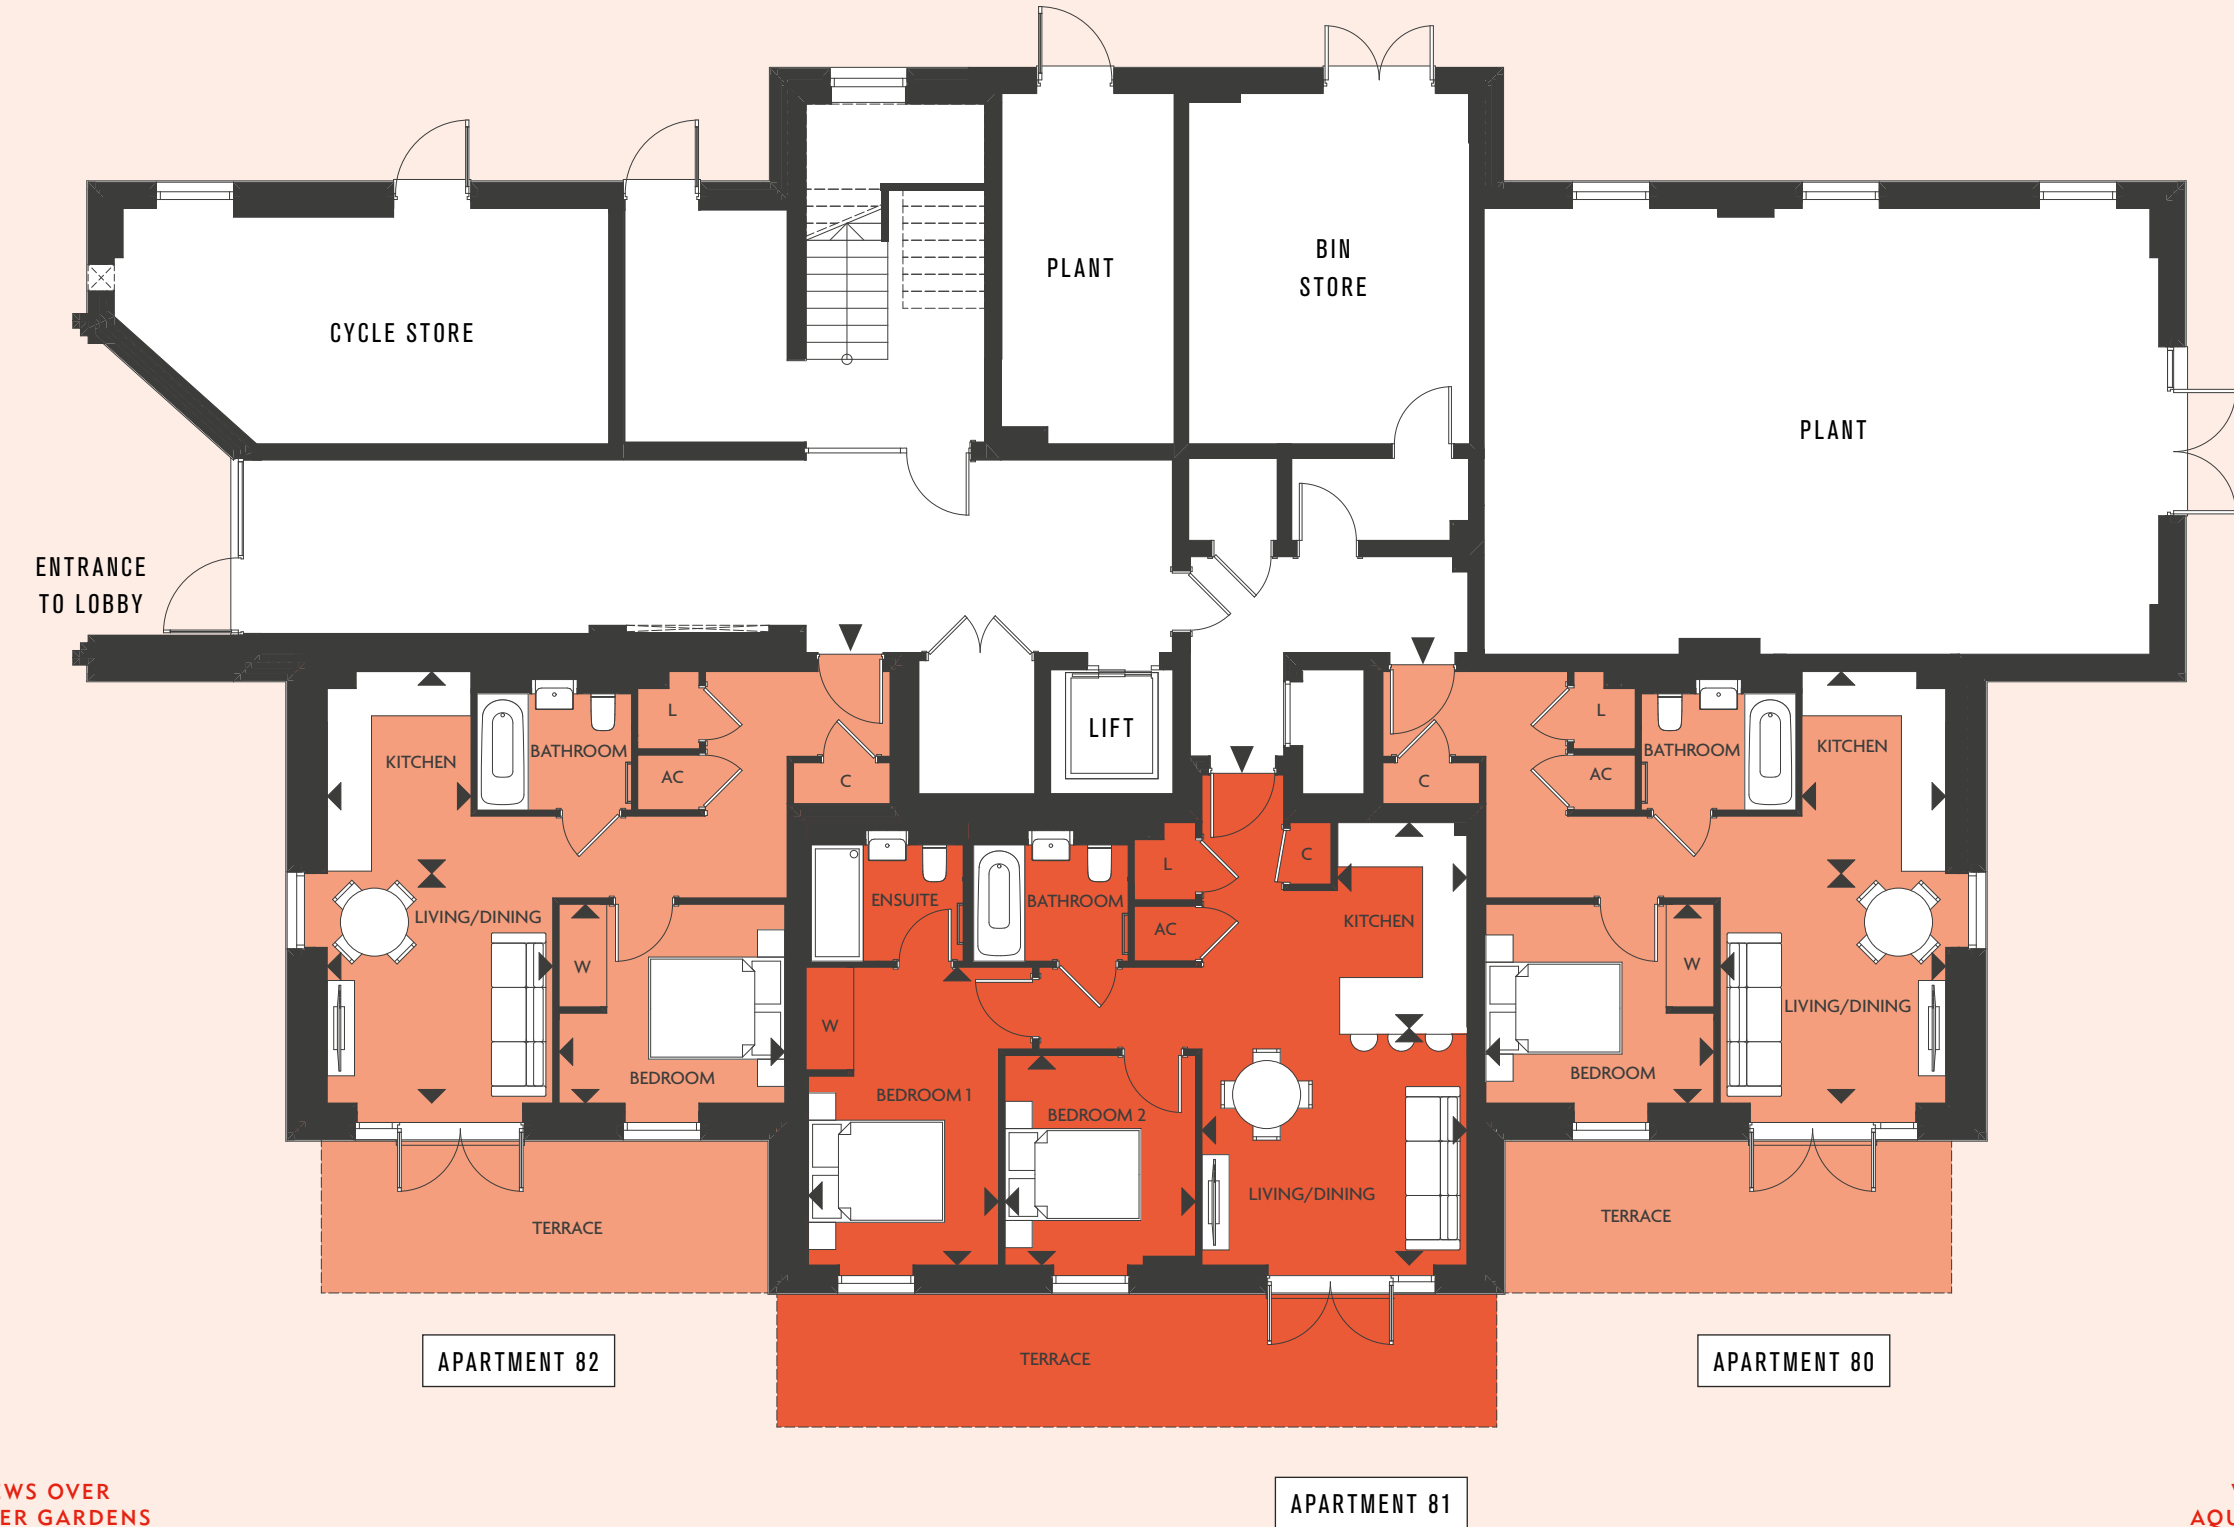 PLANT
BIN
STORE
CYCLE STORE
PLANT
ENTRANCE
TO LOBBY
LIFT
L
AC
C
KITCHEN
BATHROOM
LIVING/DINING
W
BEDROOM
TERRACE
APARTMENT 82
ENSUITE
BATHROOM
L
AC
C
KITCHEN
W
BEDROOM 1
BEDROOM 2
LIVING/DINING
TERRACE
APARTMENT 81
C
L
AC
BATHROOM
KITCHEN
W
BEDROOM
LIVING/DINING
TERRACE
APARTMENT 80
OVER
GARDENS